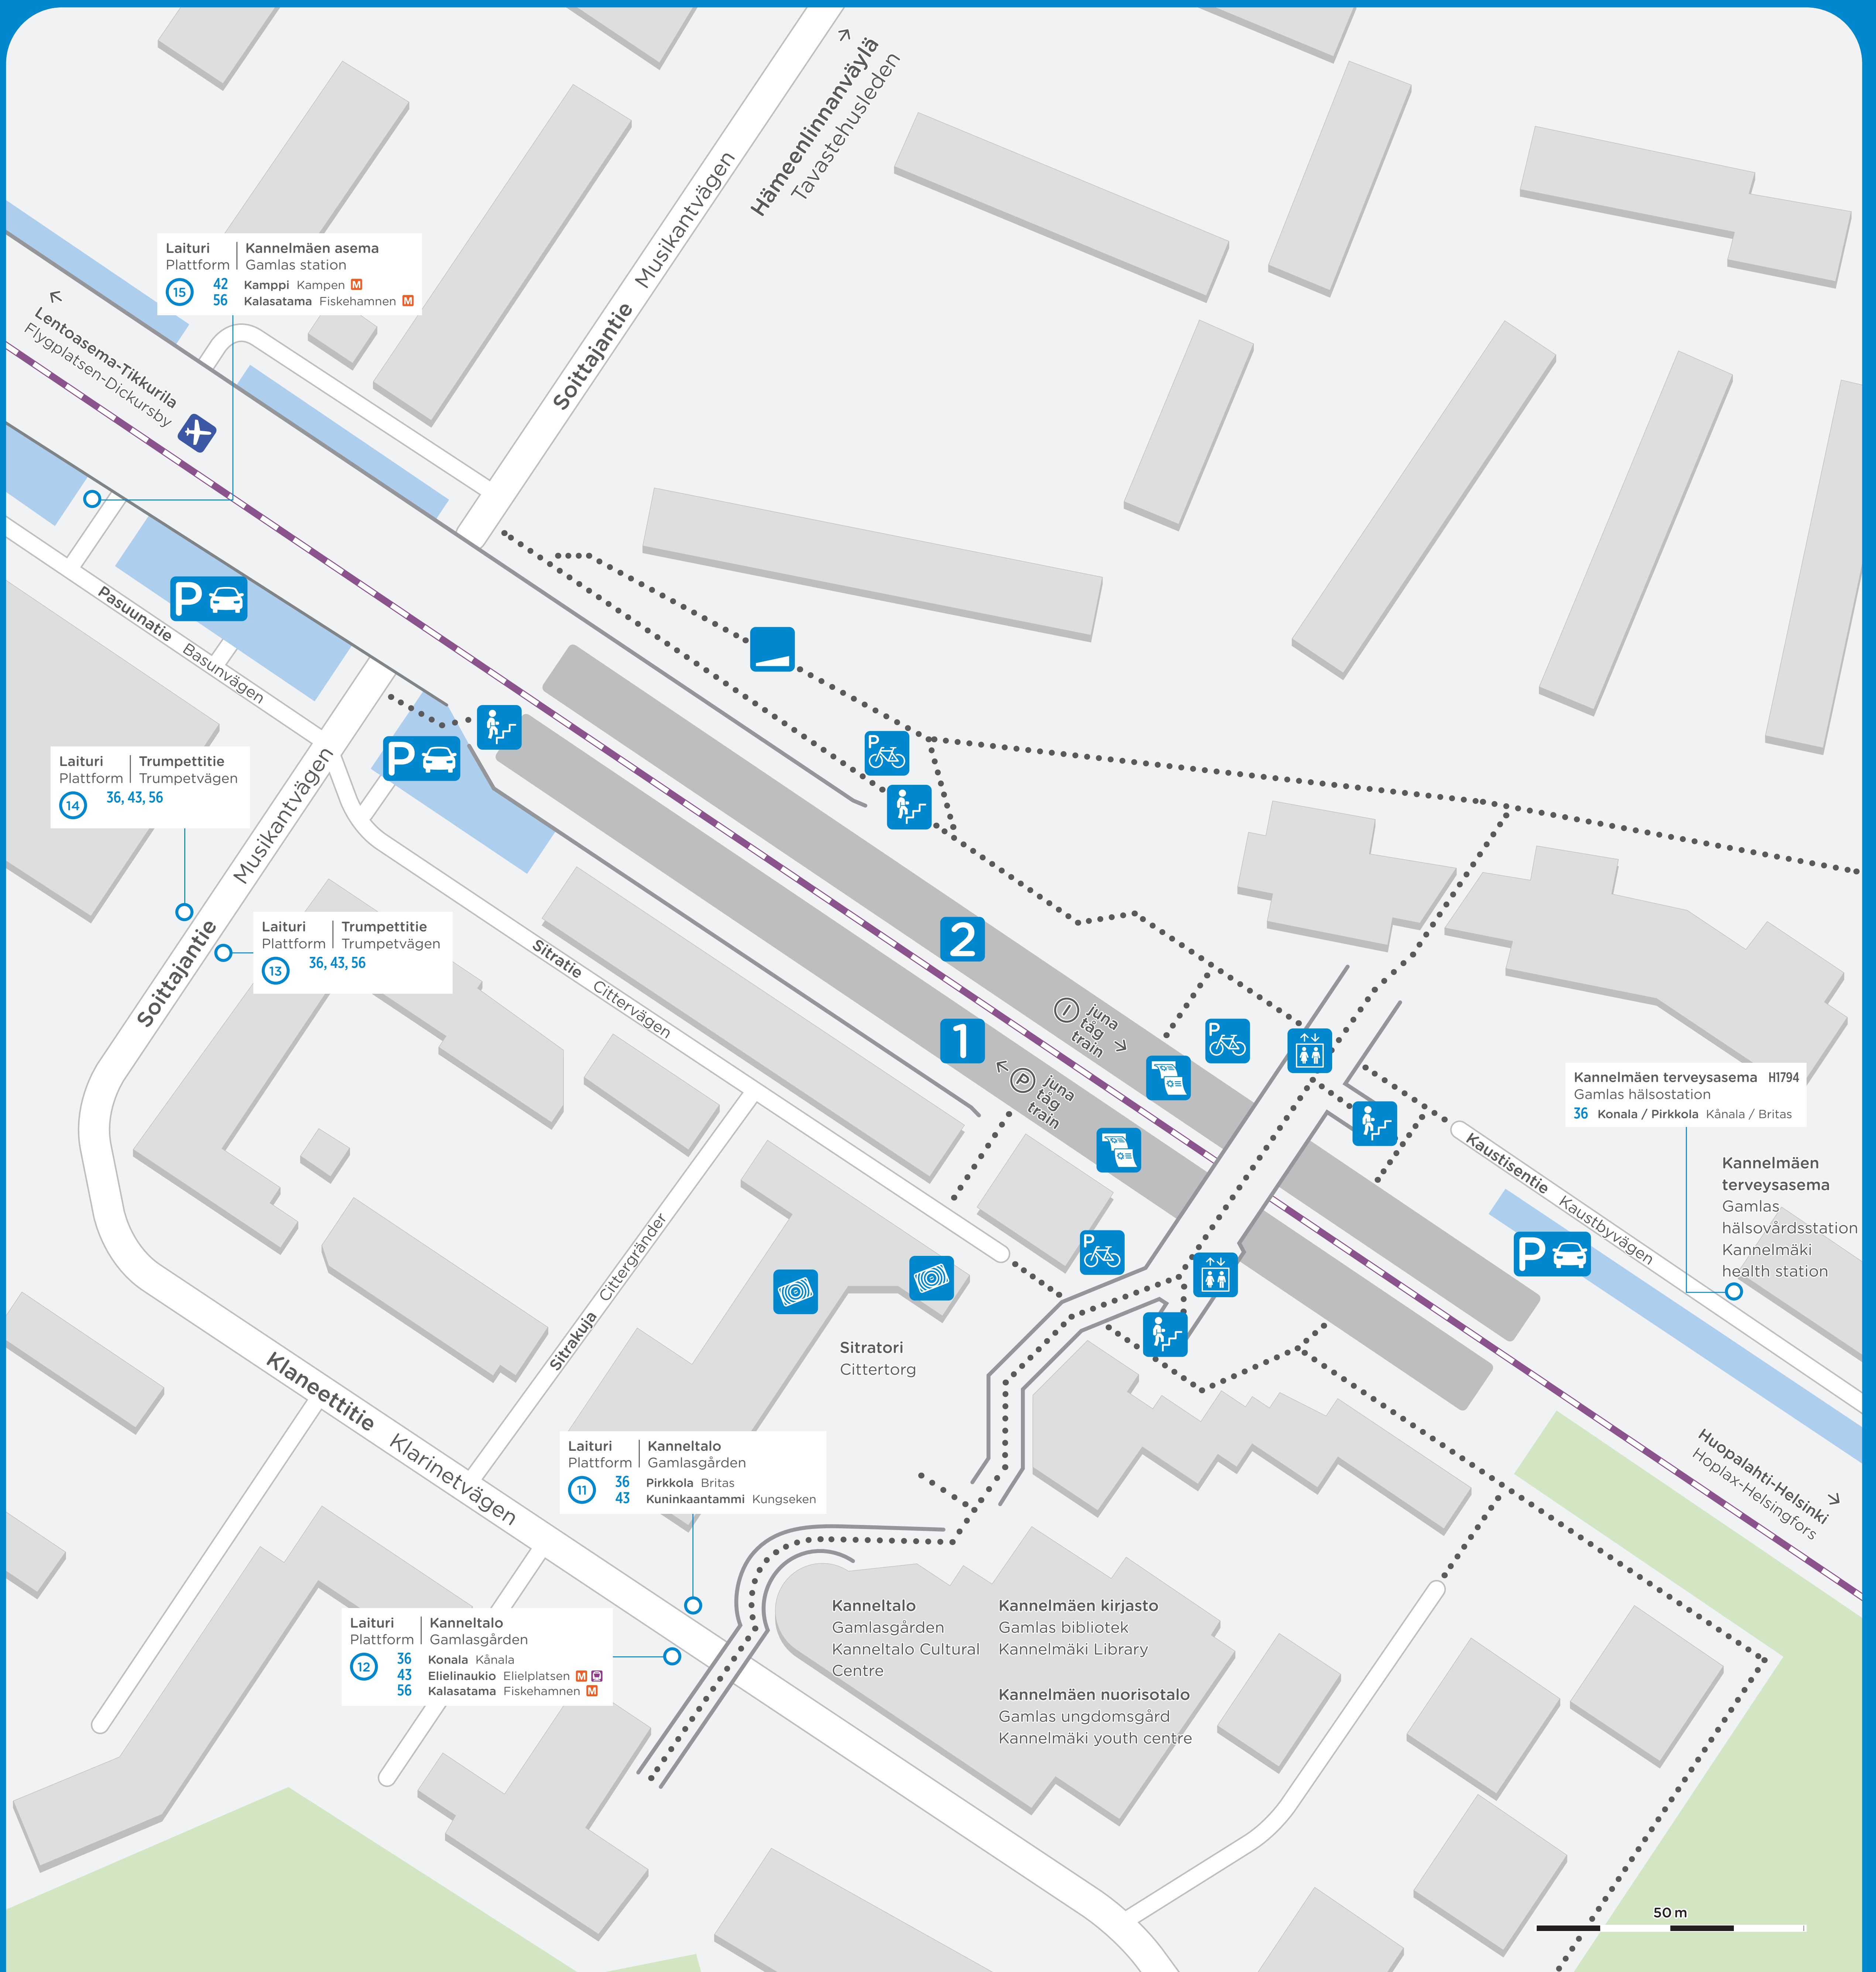 Hämeenlinnanväylä
Tavastehusleden
Soittajantie Musikantvägen
Laituri
Plattform
Kannelmäen asema
Gamlas station
15
42 Kamppi Kampen M
56 Kalasatama Fiskehamnen M
Lentoasema-Tikkurila
Flygplatsen-Dickursby
P
Pasuunatie Basunvägen
P
P
Laituri
Plattform
Trumpettitie
Trumpetvägen
14
36, 43, 56
Soittajantie Musikantvägen
Laituri
Plattform
Trumpettitie
Trumpetvägen
13
36, 43, 56
Sitratie Cittervägen
2
1
I juna
tåg
train
P juna
tåg
train
P
Kannelmäen terveysasema H1794
Gamlas hälsostation
36 Konala / Pirkkola Kånala / Britas
Kaustisentie Kaustbyvägen
Kannelmäen
terveysasema
Gamlas
hälsovårdsstation
Kannelmäki
health station
P
P
Sitrakuja Cittergränder
Sitratori
Cittertorg
Klaneettitie Klarinetvägen
Laituri
Plattform
Kanneltalo
Gamlasgården
11
36 Pirkkola Britas
43 Kuninkaantammi Kungseken
Huopalahti-Helsinki
Hoplax-Helsingfors
Laituri
Plattform
Kanneltalo
Gamlasgården
12
36 Konala Kånala
43 Elielinaukio Elielplatsen M
56 Kalasatama Fiskehamnen M
Kanneltalo
Gamlasgården
Kanneltalo Cultural
Centre
Kannelmäen kirjasto
Gamlas bibliotek
Kannelmäki Library
Kannelmäen nuorisotalo
Gamlas ungdomsgård
Kannelmäki youth centre
50 m